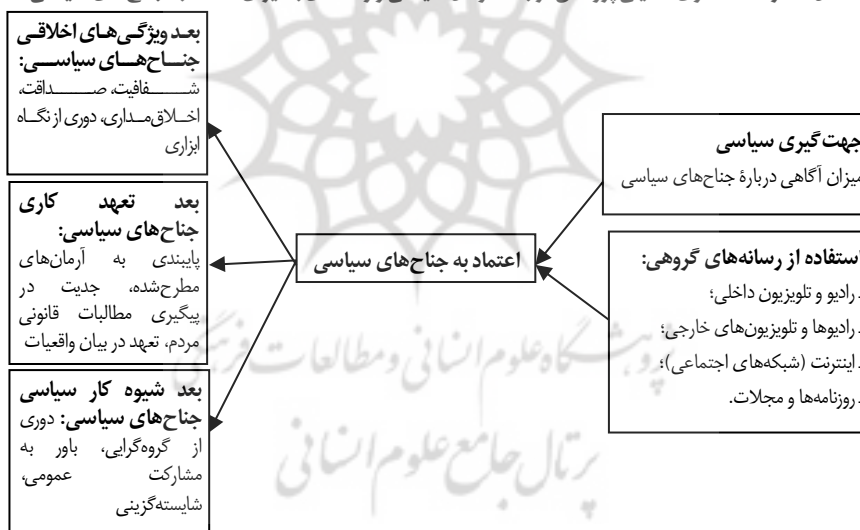 بعد ویژگی‌های اخلاقی
جناح‌های سیاسی:
شفافیت، صداقت،
اخلاق‌مداری، دوری از نگاه
ابزاری
جهت‌گیری سیاسی
میزان آگاهی دربارهٔ جناح‌های سیاسی
بعد تعهد کاری
جناح‌های سیاسی:
پایبندی به آرمان‌های
مطرح‌شده، جدیت در
پیگیری مطالبات قانونی
مردم، تعهد در بیان واقعیات
اعتماد به جناح‌های سیاسی
استفاده از رسانه‌های گروهی:
ـ رادیو و تلویزیون داخلی؛
ـ رادیوها و تلویزیون‌های خارجی؛
ـ اینترنت (شبکه‌های اجتماعی)؛
ـ روزنامه‌ها و مجلات.
بعد شیوه کار سیاسی
جناح‌های سیاسی: دوری
از گروه‌گرایی، باور به
مشارکت عمومی،
شایسته‌گزینی
پژوهشگاه علوم انسانی و مطالعات فرهنگی
پرتال جامع علوم انسانی